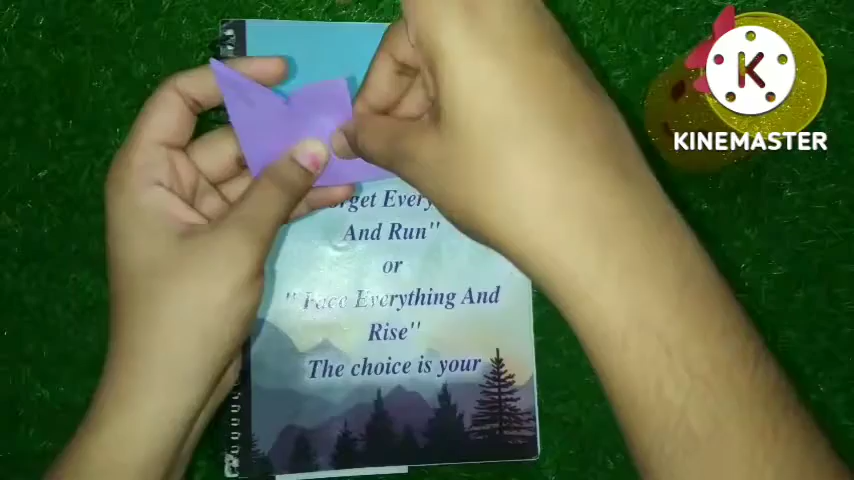 And Run"
or
" Face Everything And
Rise"
The choice is your
K
KINEMASTER